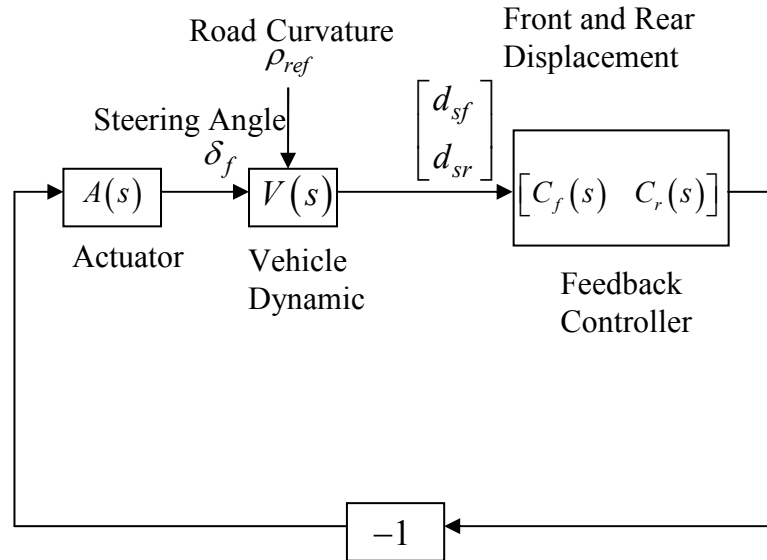 Road Curvature
ρ_ref
Front and Rear
Displacement
Steering Angle
δ_f
[d_sf
d_sr]
A(s)
V(s)
[C_f(s) C_r(s)]
Actuator
Vehicle
Dynamic
Feedback
Controller
−1